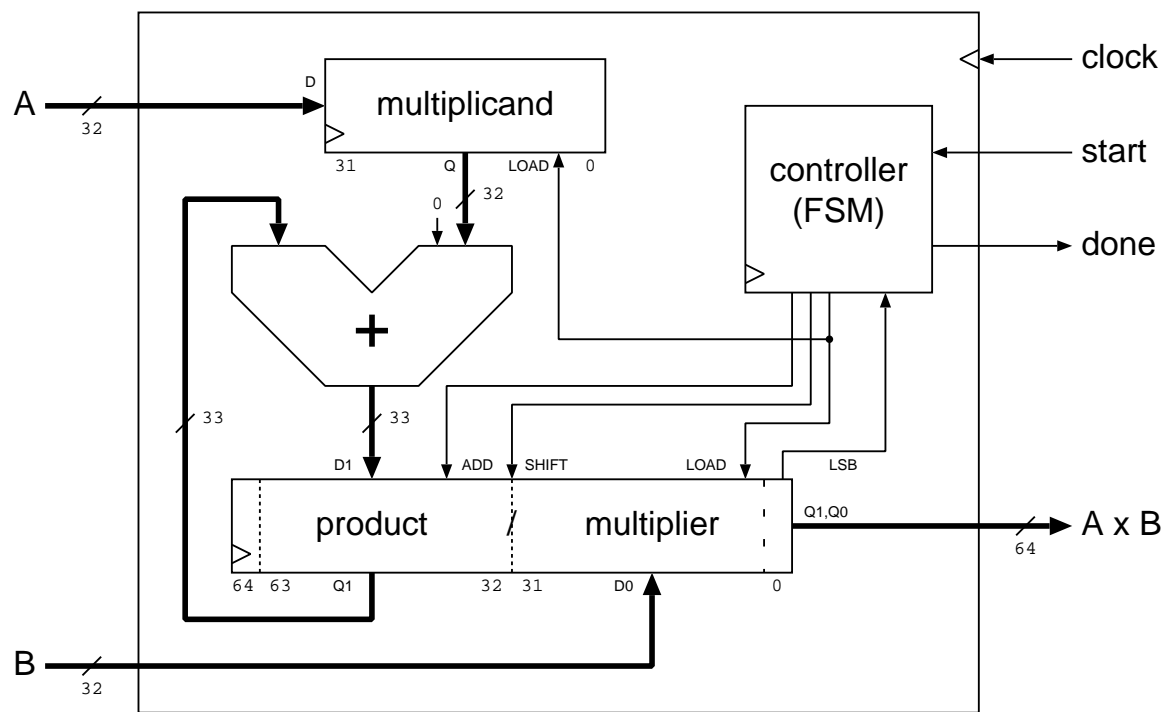 clock
D
A
multiplicand
32
31 Q LOAD 0
start
controller
(FSM)
32
0
done
+
33
33
D1 ADD SHIFT LOAD LSB
product / multiplier
Q1,Q0
A x B
64
64 63 Q1 32 31 D0 0
B
32